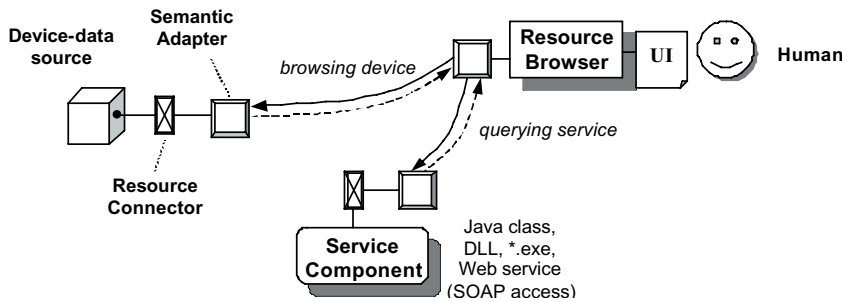 Device-data
source
Semantic
Adapter
browsing device
Resource
Browser
UI
Human
querying service
Resource
Connector
Service
Component
Java class,
DLL, *.exe,
Web service
(SOAP access)